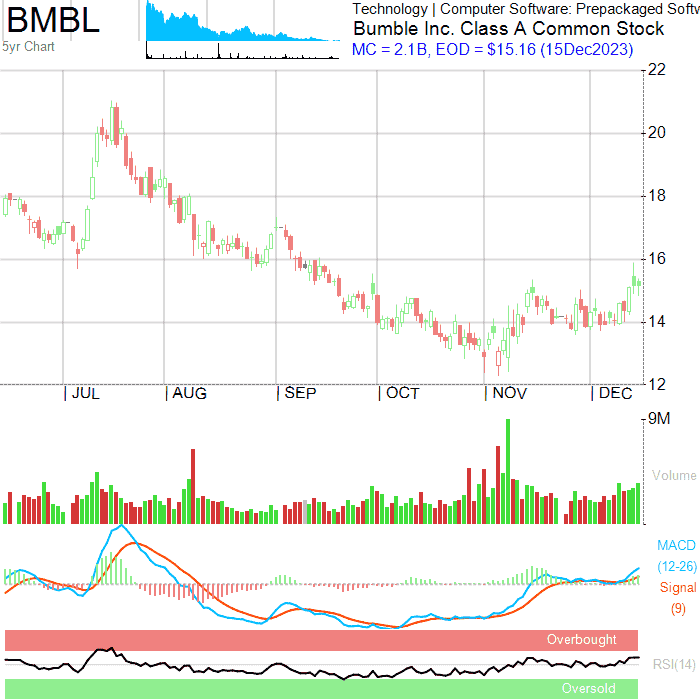 BMBL
5yr Chart
Technology | Computer Software: Prepackaged Softw
Bumble Inc. Class A Common Stock
MC = 2.1B, EOD = $15.16 (15Dec2023)
22
20
18
16
14
12
| JUL | AUG | SEP | OCT | NOV | DEC
9M
Volume
MACD
(12-26)
Signal
(9)
Overbought
RSI(14)
Oversold